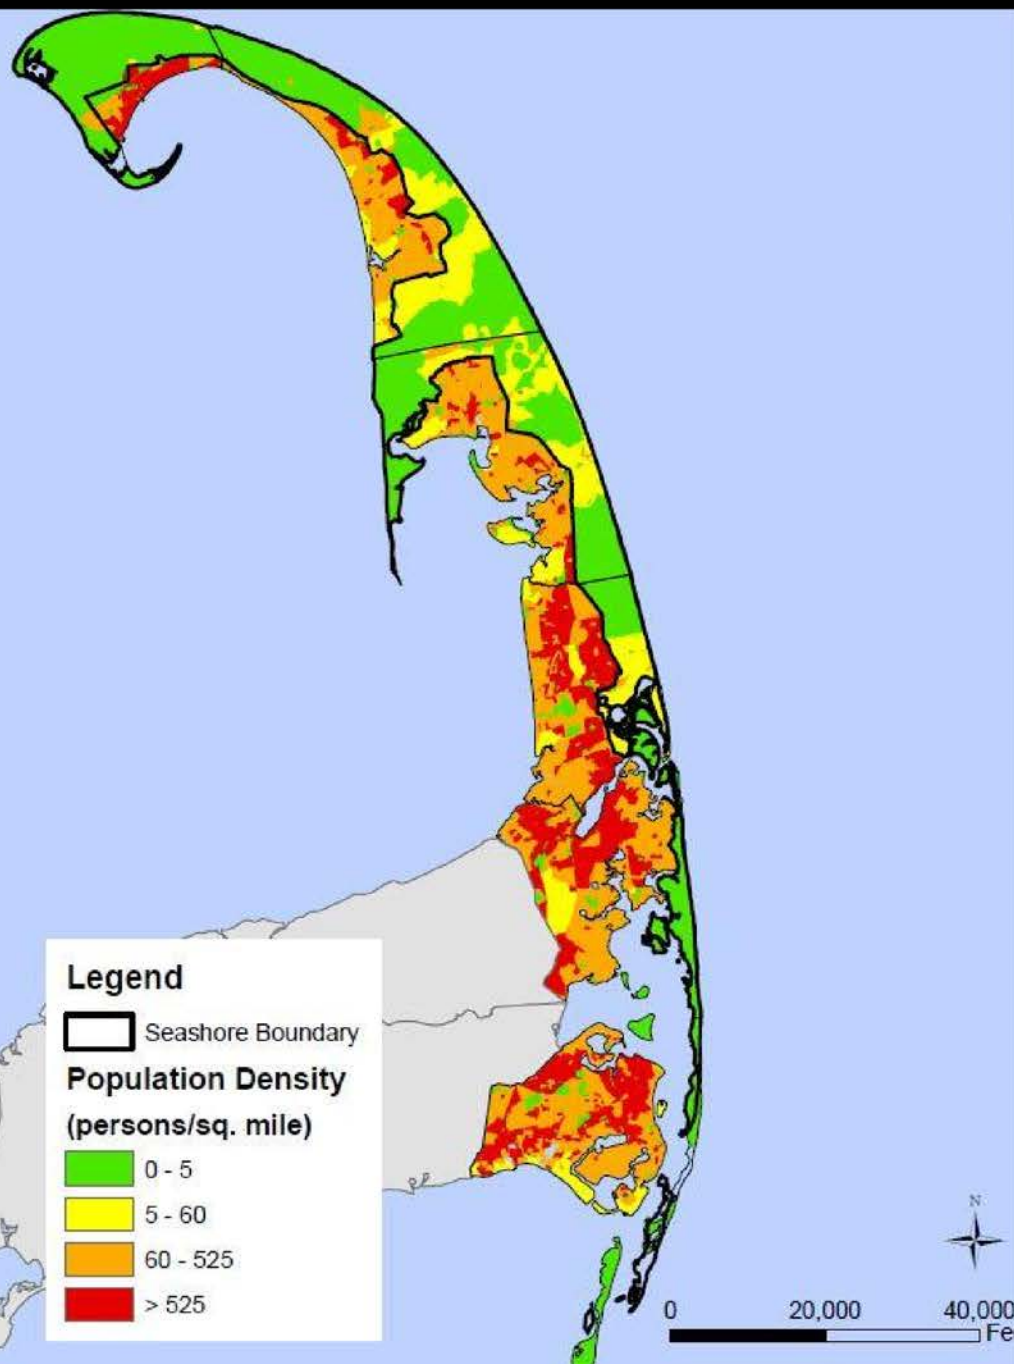 Legend
Seashore Boundary
Population Density
(persons/sq. mile)
0 - 5
5 - 60
60 - 525
> 525
N
0 20,000 40,000
Fe